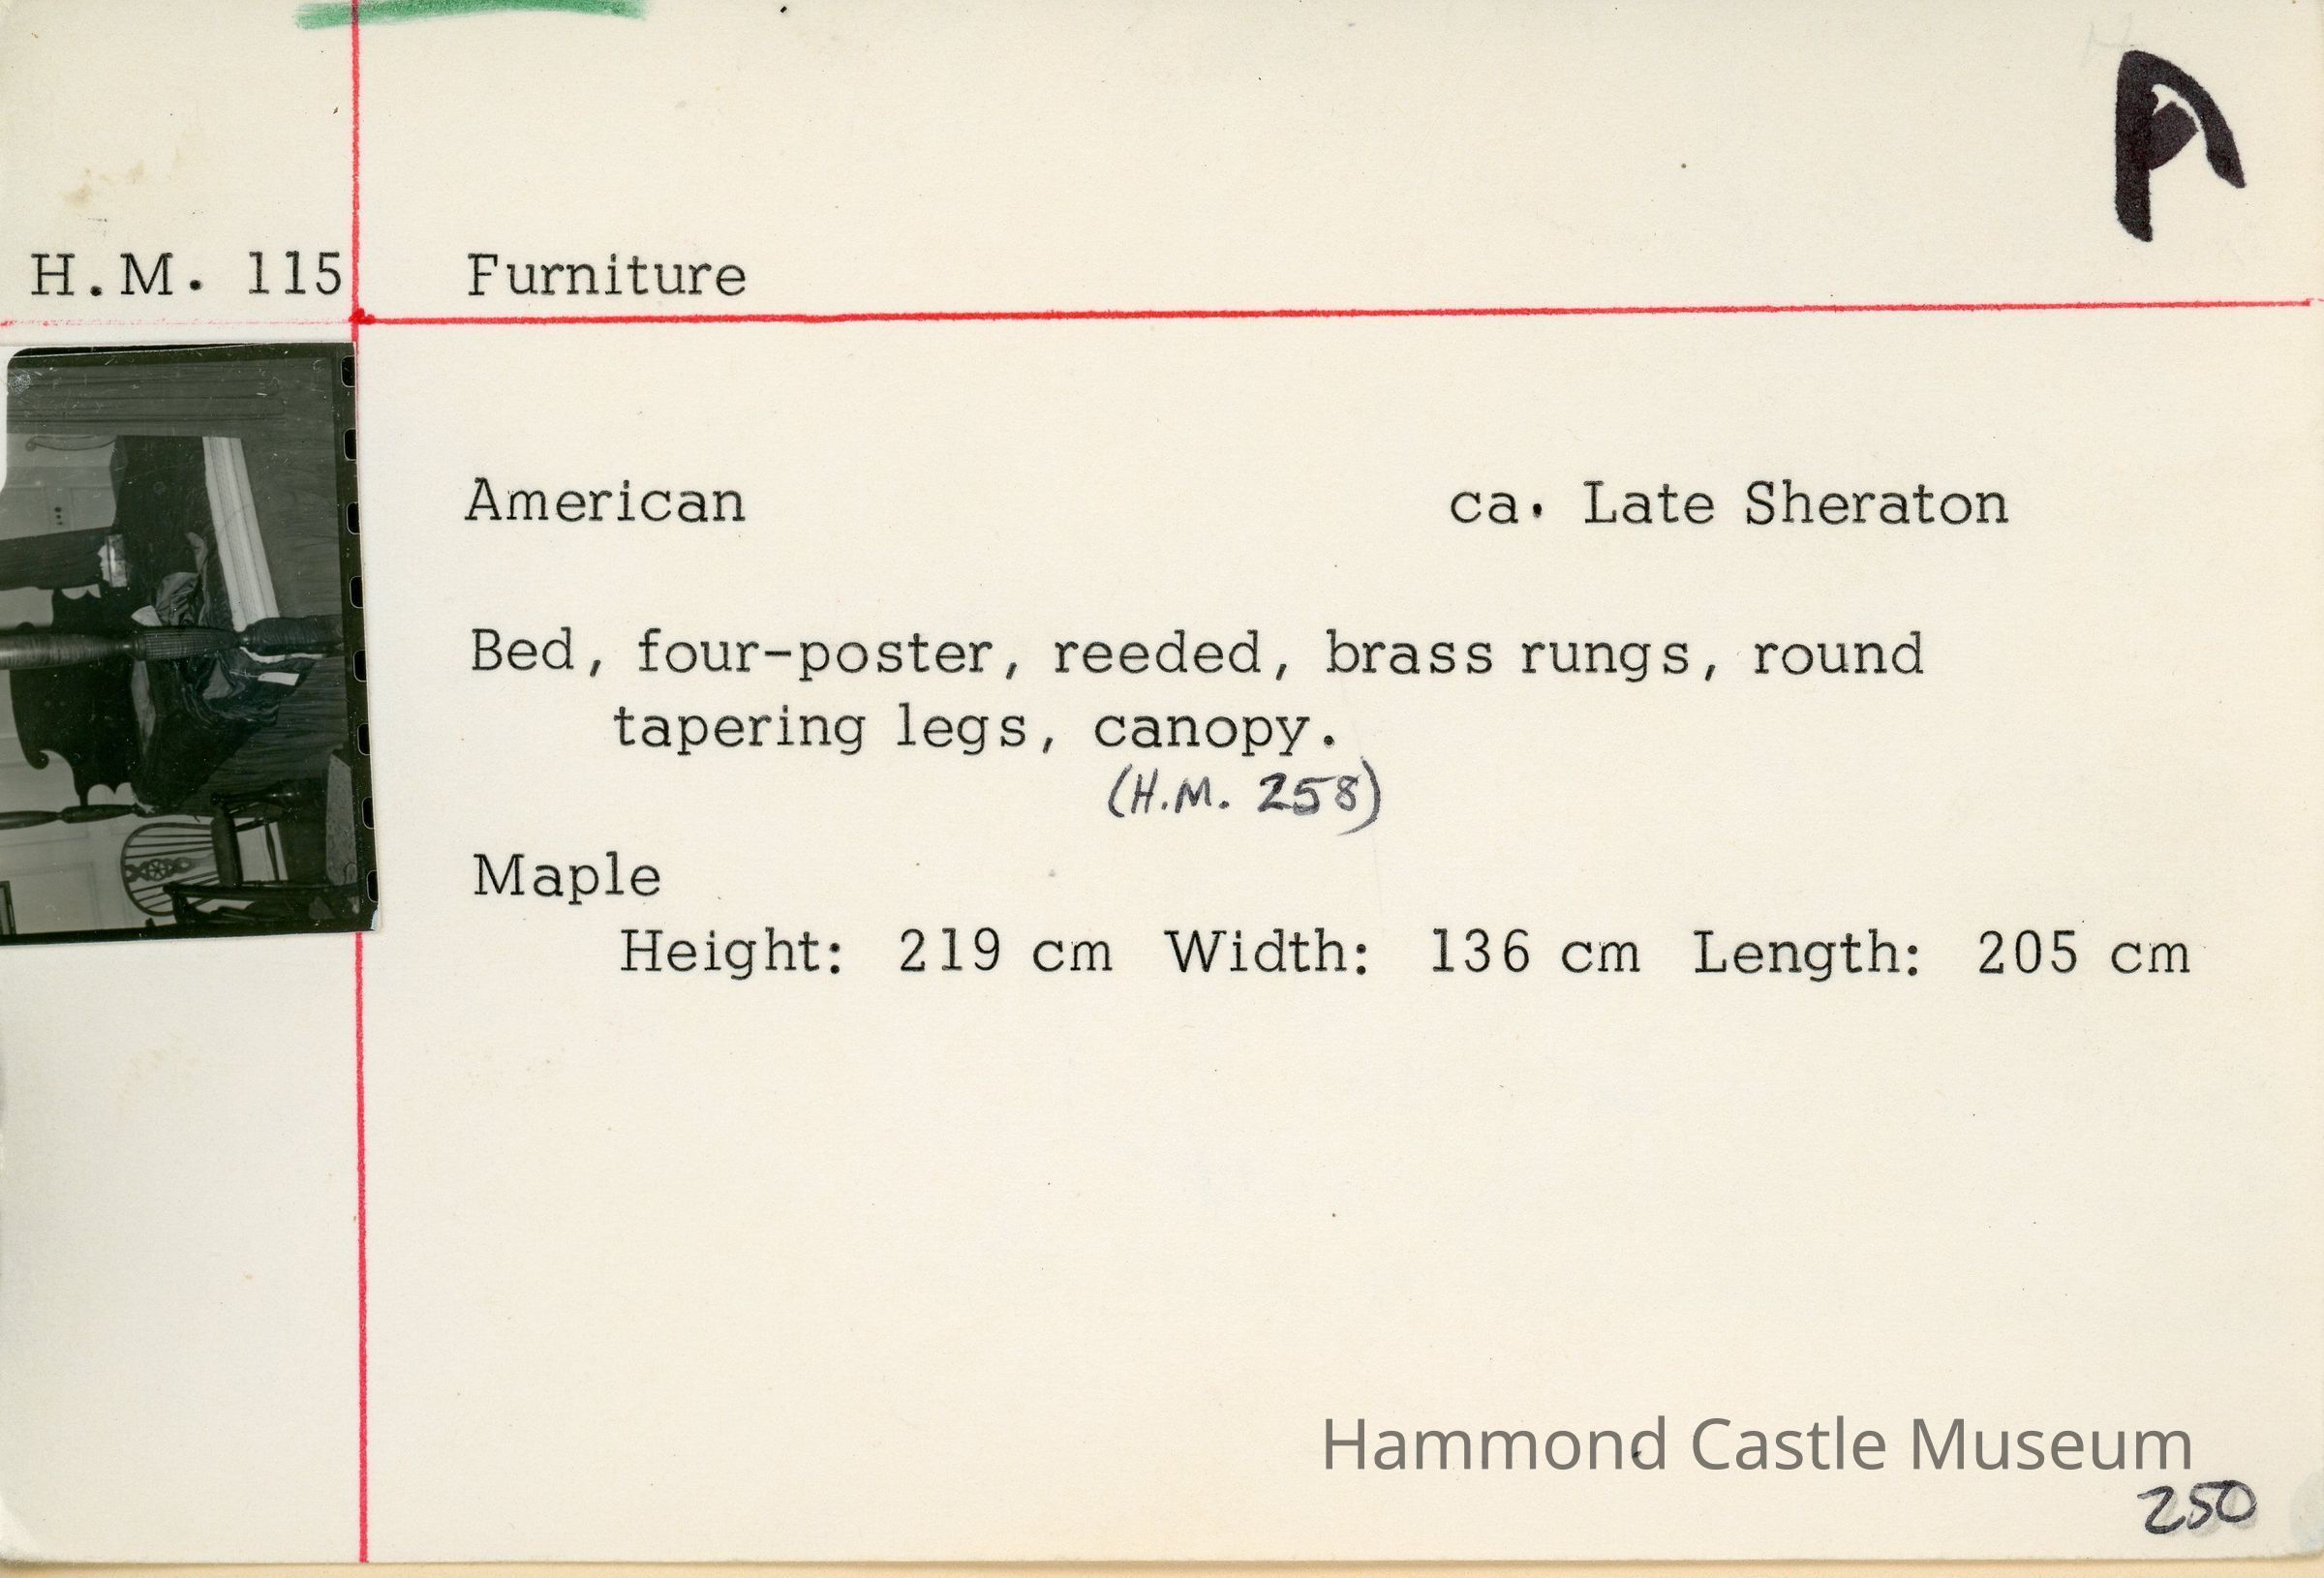 A
H.M. 115 Furniture
American ca. Late Sheraton
Bed, four-poster, reeded, brass rungs, round
tapering legs, canopy.
(H.M. 258)
Maple
Height: 219 cm Width: 136 cm Length: 205 cm
Hammond Castle Museum
250